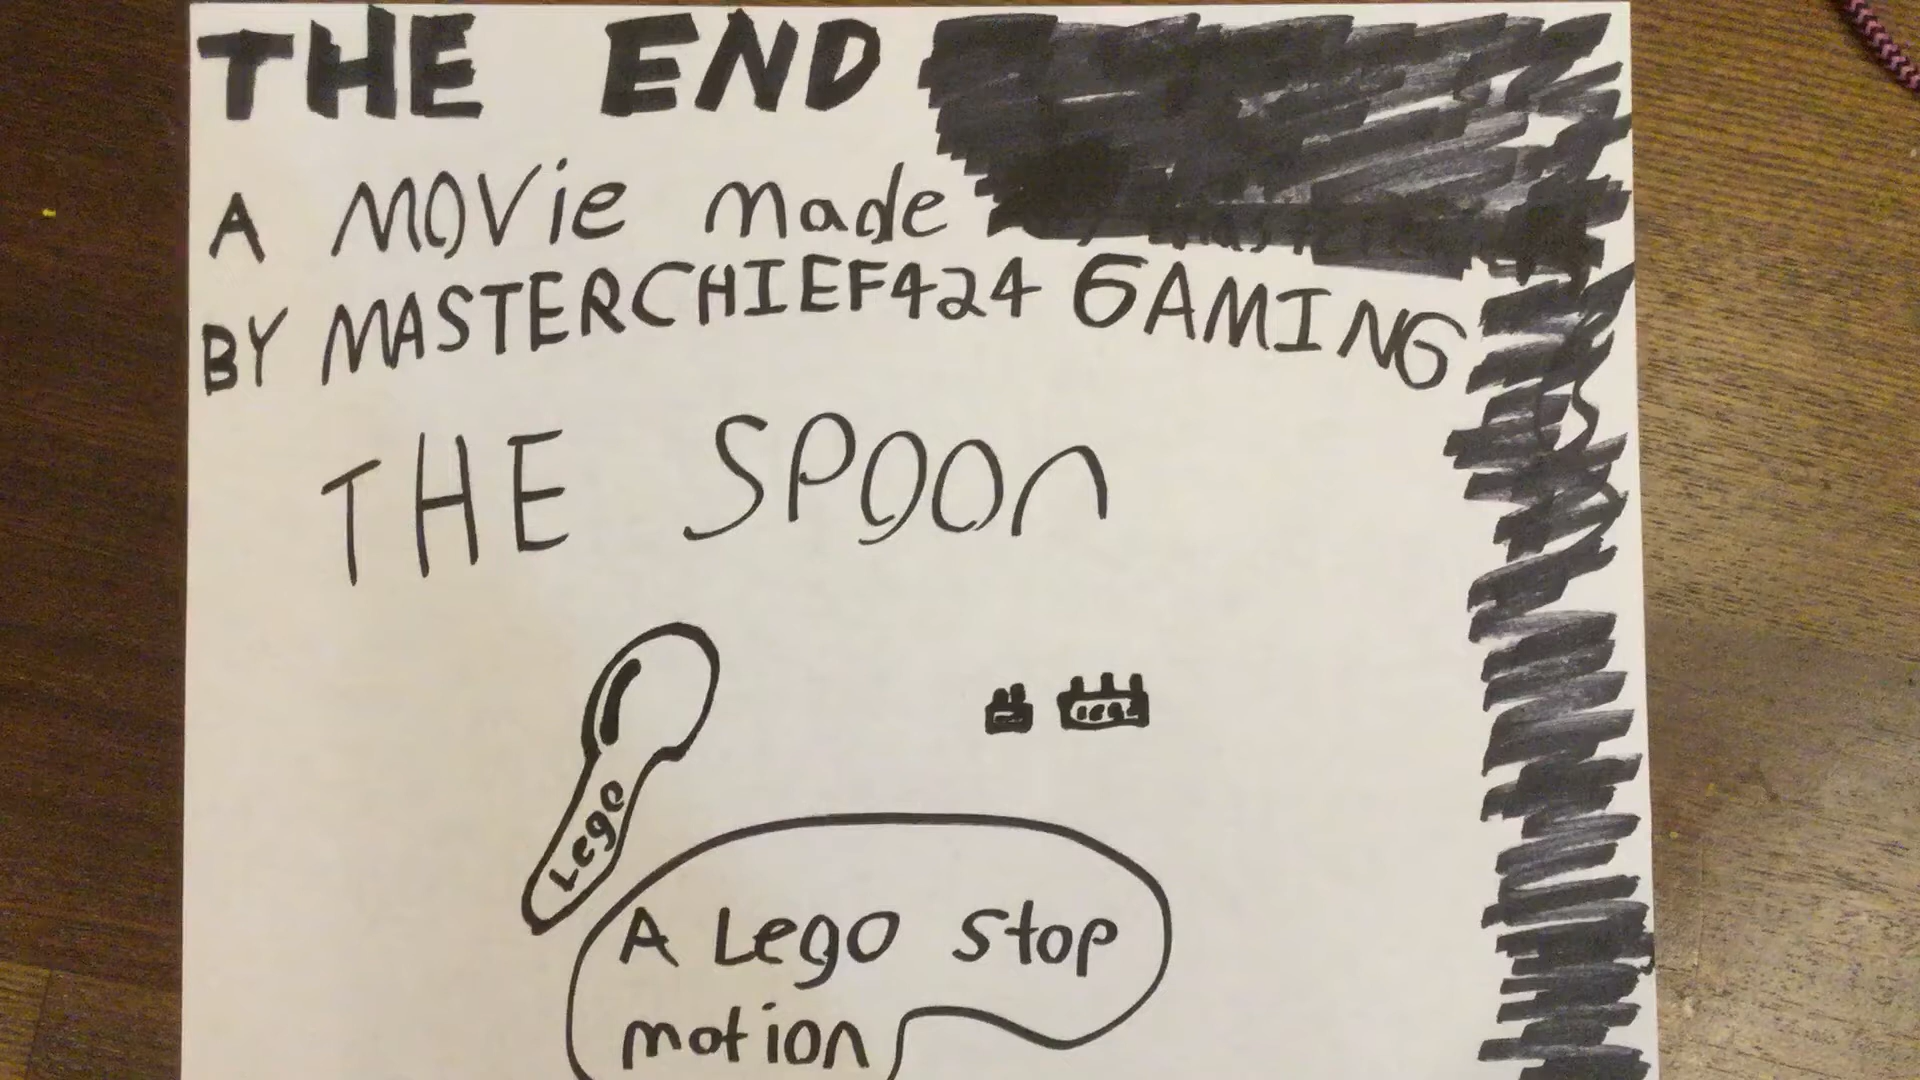 THE END
A MOVie made
BY MASTERCHIEF424 GAMING
THE SPOOn
Lego
A Lego stop
motion